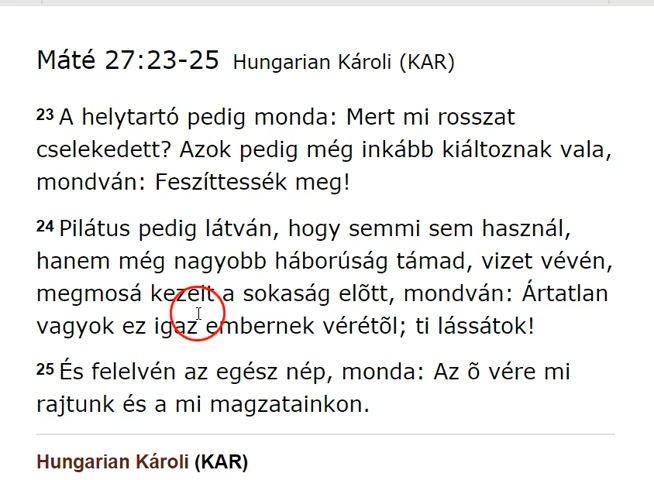 Máté 27:23-25 Hungarian Károli (KAR)
23 A helytartó pedig monda: Mert mi rosszat
cselekedett? Azok pedig még inkább kiáltoznak vala,
mondván: Feszíttessék meg!
24 Pilátus pedig látván, hogy semmi sem használ,
hanem még nagyobb háborúság támad, vizet vévén,
megmosá kezeit a sokaság elõtt, mondván: Ártatlan
vagyok ez igaz embernek vérétõl; ti lássátok!
25 És felelvén az egész nép, monda: Az õ vére mi
rajtunk és a mi magzatainkon.
Hungarian Károli (KAR)